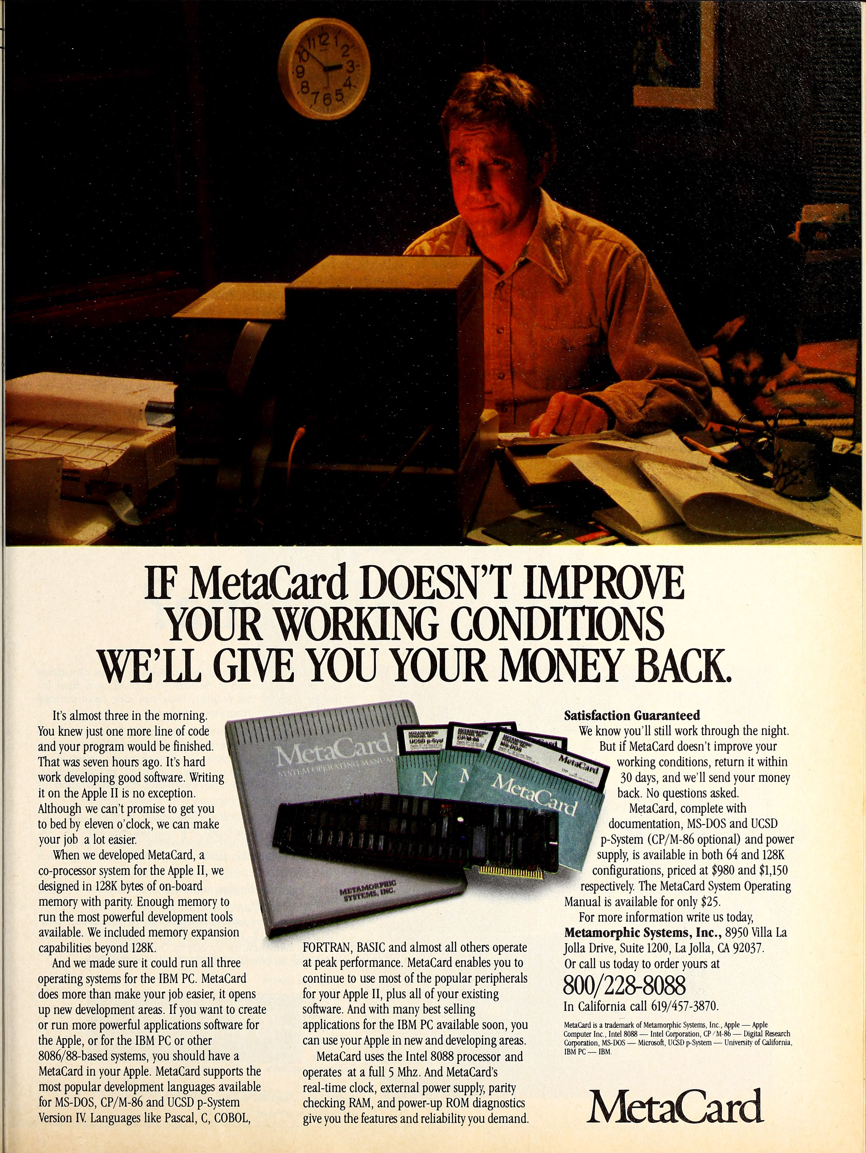 11 12 1
10 2
9 3
8 4
7 6 5
IF MetaCard DOESN'T IMPROVE
YOUR WORKING CONDITIONS
WE'LL GIVE YOU YOUR MONEY BACK.
It's almost three in the morning.
You knew just one more line of code
and your program would be finished.
That was seven hours ago. It's hard
work developing good software. Writing
it on the Apple II is no exception.
Although we can't promise to get you
to bed by eleven o'clock, we can make
your job a lot easier.
When we developed MetaCard, a
co-processor system for the Apple II, we
designed in 128K bytes of on-board
memory with parity. Enough memory to
run the most powerful development tools
available. We included memory expansion
capabilities beyond 128K.
And we made sure it could run all three
operating systems for the IBM PC. MetaCard
does more than make your job easier, it opens
up new development areas. If you want to create
or run more powerful applications software for
the Apple, or for the IBM PC or other
8086/88-based systems, you should have a
MetaCard in your Apple. MetaCard supports the
most popular development languages available
for MS-DOS, CP/M-86 and UCSD p-System
Version IV. Languages like Pascal, C, COBOL,
MetaCard
SYSTEM OPERATING MANUAL
METAMORPHIC
SYSTEMS, INC.
UCSD p-Syst
CP/M-86
MS-DOS
MetaCard
M
M
MetaCard
FORTRAN, BASIC and almost all others operate
at peak performance. MetaCard enables you to
continue to use most of the popular peripherals
for your Apple II, plus all of your existing
software. And with many best selling
applications for the IBM PC available soon, you
can use your Apple in new and developing areas.
MetaCard uses the Intel 8088 processor and
operates at a full 5 Mhz. And MetaCard's
real-time clock, external power supply, parity
checking RAM, and power-up ROM diagnostics
give you the features and reliability you demand.
Satisfaction Guaranteed
We know you'll still work through the night.
But if MetaCard doesn't improve your
working conditions, return it within
30 days, and we'll send your money
back. No questions asked.
MetaCard, complete with
documentation, MS-DOS and UCSD
p-System (CP/M-86 optional) and power
supply, is available in both 64 and 128K
configurations, priced at $980 and $1,150
respectively. The MetaCard System Operating
Manual is available for only $25.
For more information write us today,
Metamorphic Systems, Inc., 8950 Villa La
Jolla Drive, Suite 1200, La Jolla, CA 92037.
Or call us today to order yours at
800/228-8088
In California call 619/457-3870.
MetaCard is a trademark of Metamorphic Systems, Inc., Apple — Apple
Computer Inc., Intel 8088 — Intel Corporation, CP/M-86 — Digital Research
Corporation, MS-DOS — Microsoft, UCSD p-System — University of California,
IBM PC — IBM.
MetaCard